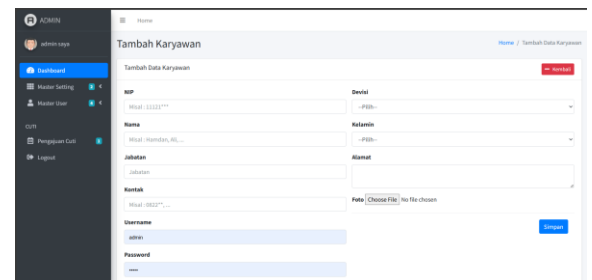 ADMIN
Home
admin saya
Tambah Karyawan
Home / Tambah Data Karyawan
Dashboard
Master Setting
Master User
CUTI
Pengajuan Cuti
Logout
Tambah Data Karyawan
Kembali
NIP
Misal : 11121***
Nama
Misal : Hamdan, Ali, ...
Jabatan
Jabatan
Kontak
Misal : 0822**, ...
Username
admin
Password
•••••
Devisi
--Pilih--
Kelamin
--Pilih--
Alamat
Foto Choose File No file chosen
Simpan